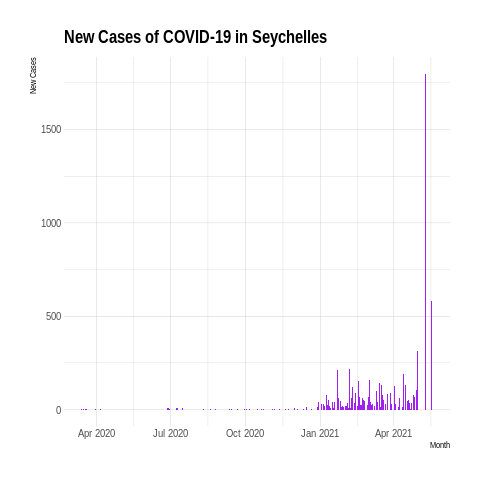 New Cases of COVID-19 in Seychelles
New Cases
1500
1000
500
0
Apr 2020 Jul 2020 Oct 2020 Jan 2021 Apr 2021
Month